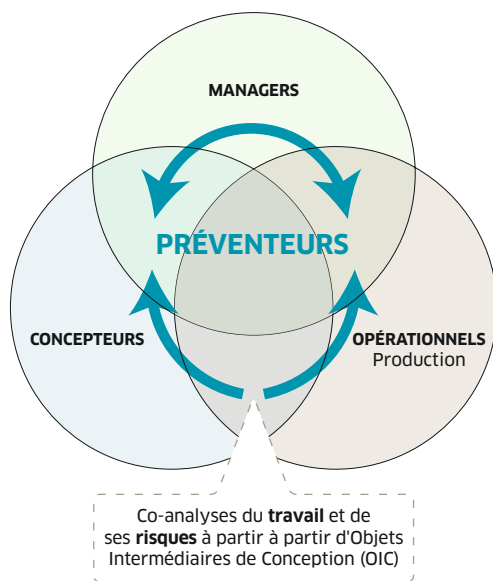 MANAGERS
PRÉVENTEURS
CONCEPTEURS
OPÉRATIONNELS
Production
Co-analyses du travail et de
ses risques à partir à partir d'Objets
Intermédiaires de Conception (OIC)